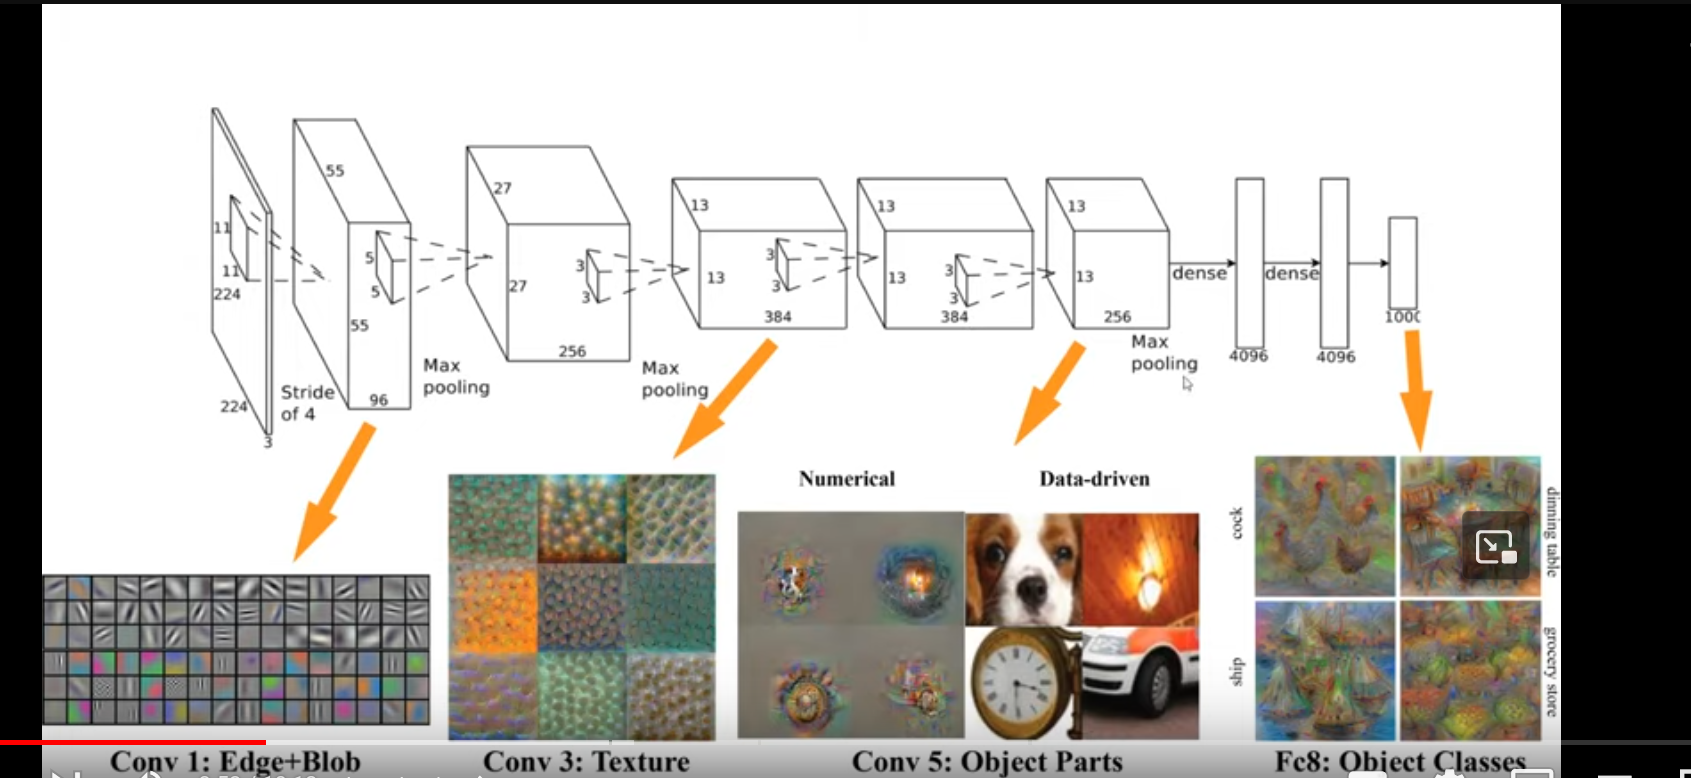 55
27
13
13
13
11
5
3
3
3
11
5
3
3
3
224
27
13
13
13
dense
dense
55
256
384
384
256
1000
Stride
of 4
224
3
96
Max
pooling
Max
pooling
Max
pooling
4096
4096
Numerical
Data-driven
cock
dinning table
ship
grocery store
Conv 1: Edge+Blob
Conv 3: Texture
Conv 5: Object Parts
Fc8: Object Classes